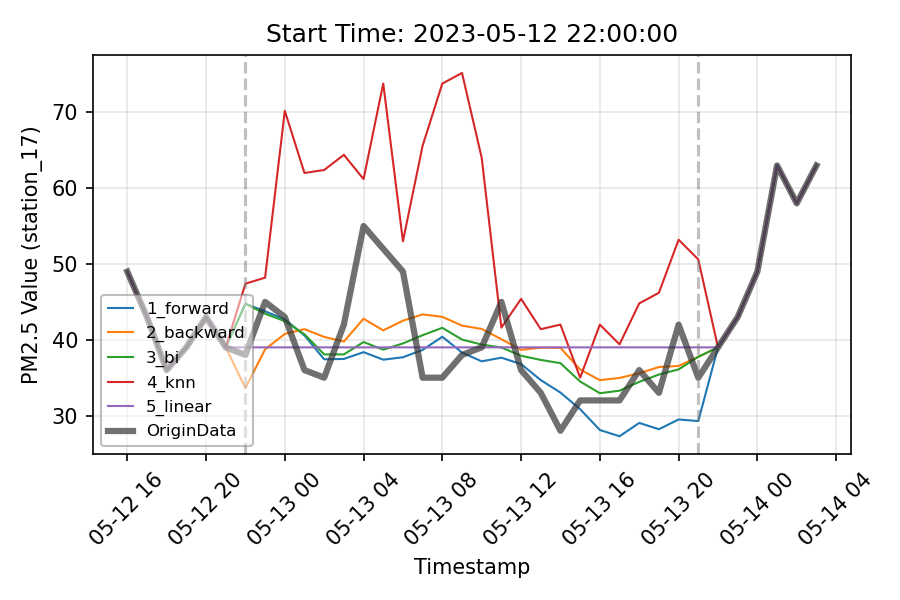 Start Time: 2023-05-12 22:00:00
PM2.5 Value (station_17)
70
60
50
40
30
1_forward
2_backward
3_bi
4_knn
5_linear
OriginData
05-12 16
05-12 20
05-13 00
05-13 04
05-13 08
05-13 12
05-13 16
05-13 20
05-14 00
05-14 04
Timestamp